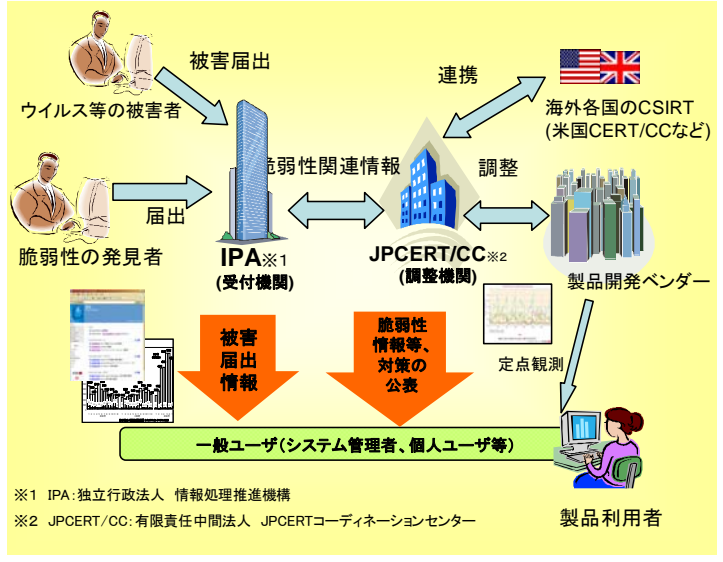 被害届出
ウイルス等の被害者
連携
海外各国のCSIRT
(米国CERT/CCなど)
脆弱性関連情報
調整
届出
脆弱性の発見者
IPA※1
(受付機関)
JPCERT/CC※2
(調整機関)
製品開発ベンダー
被害
届出
情報
脆弱性
情報等、
対策の
公表
定点観測
一般ユーザ(システム管理者、個人ユーザ等)
※1 IPA:独立行政法人 情報処理推進機構
※2 JPCERT/CC:有限責任中間法人 JPCERTコーディネーションセンター
製品利用者